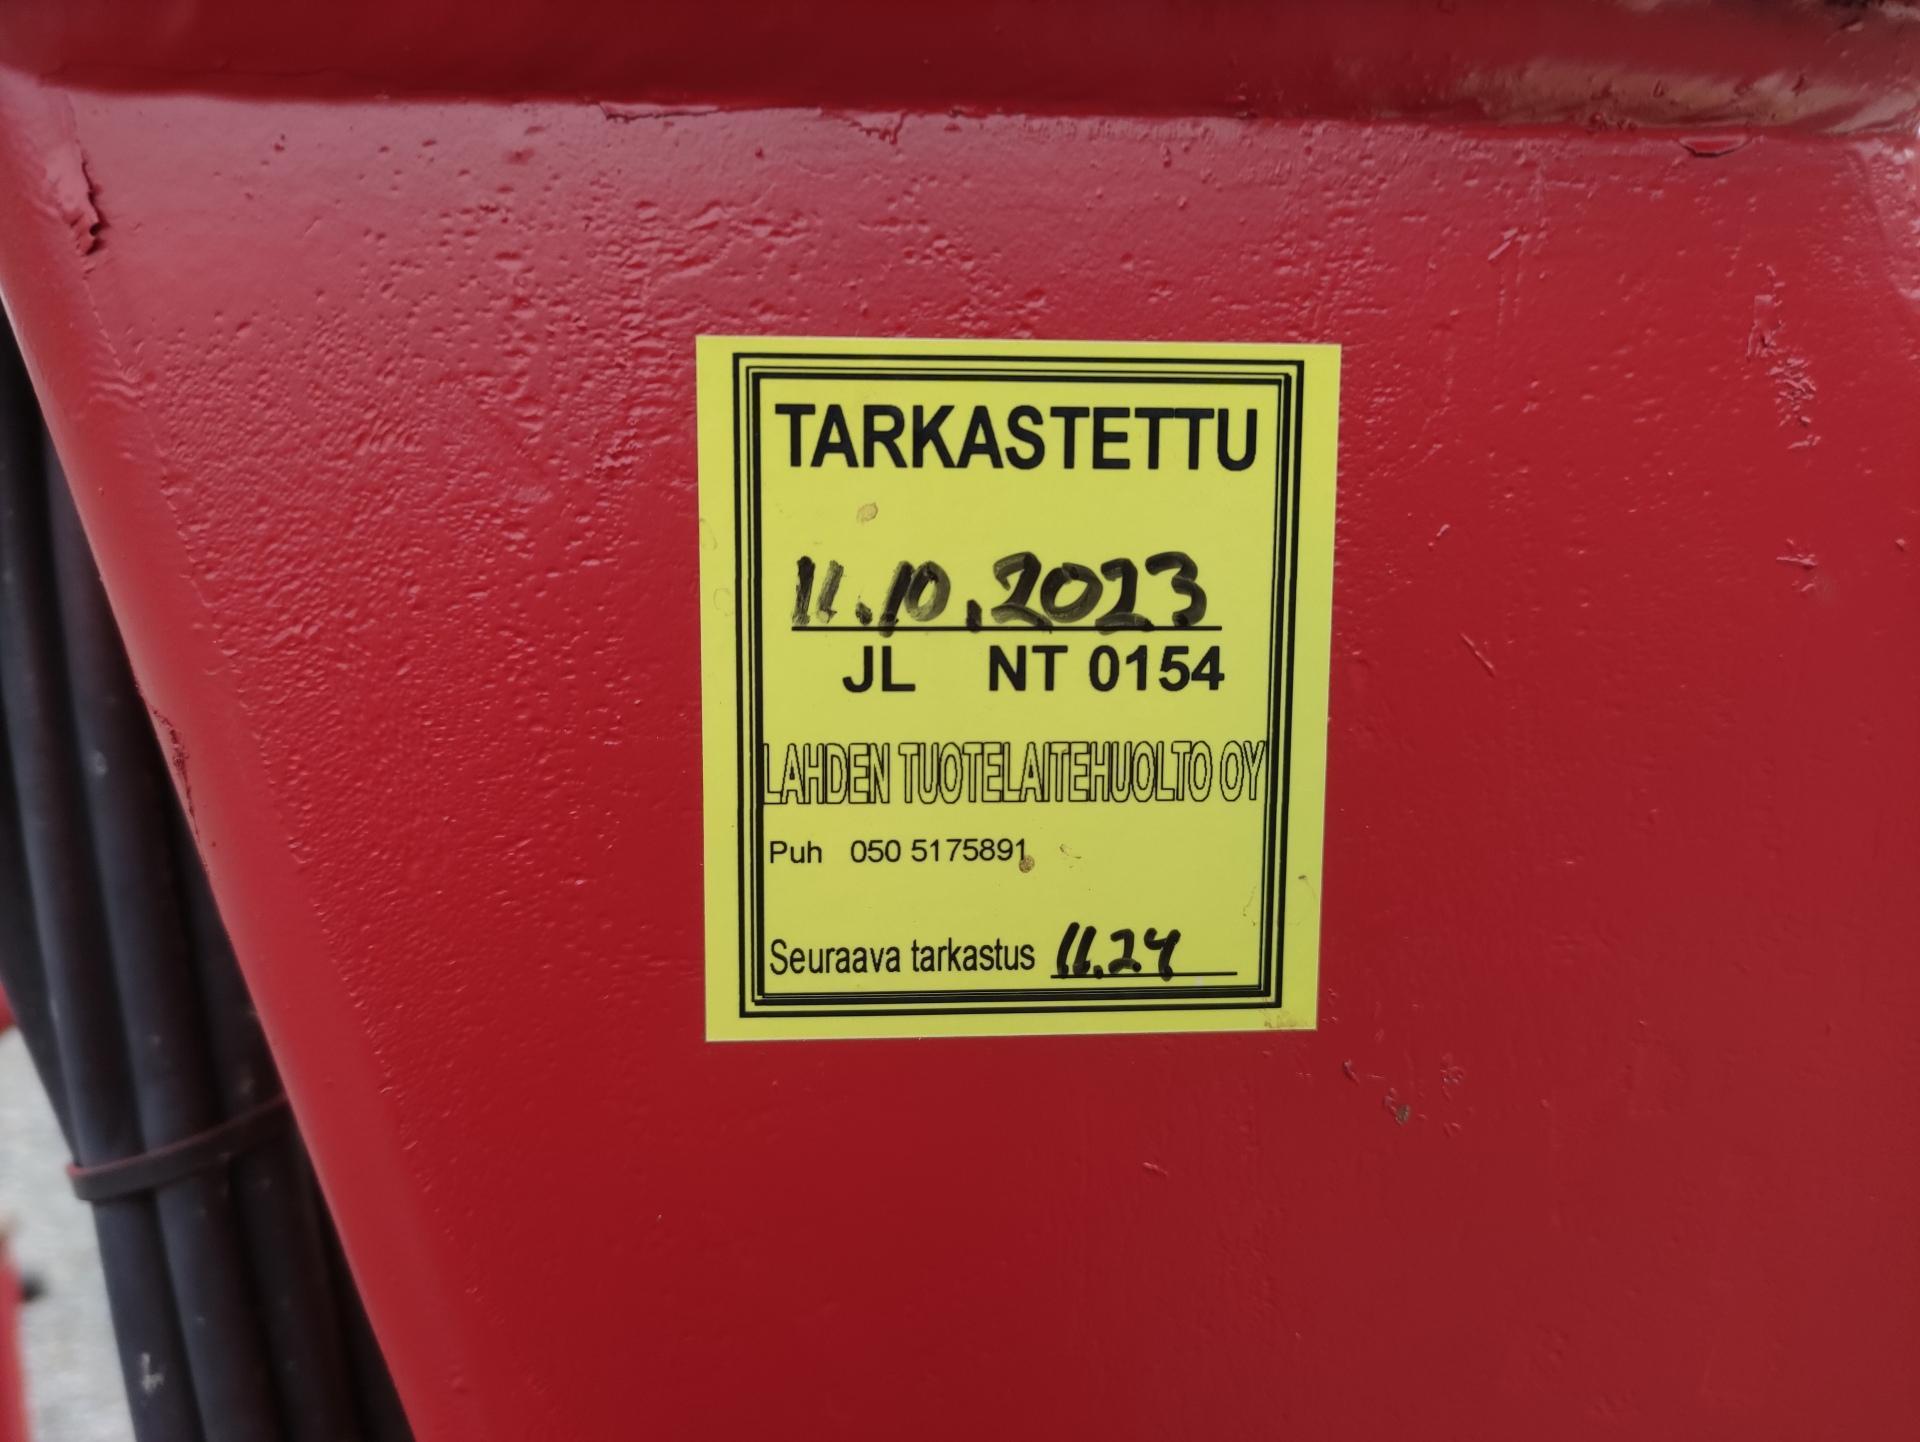 TARKASTETTU
11.10.2023
JL NT 0154
LAHDEN TUOTELAITEHUOLTO OY
Puh 050 5175891
Seuraava tarkastus 11.24